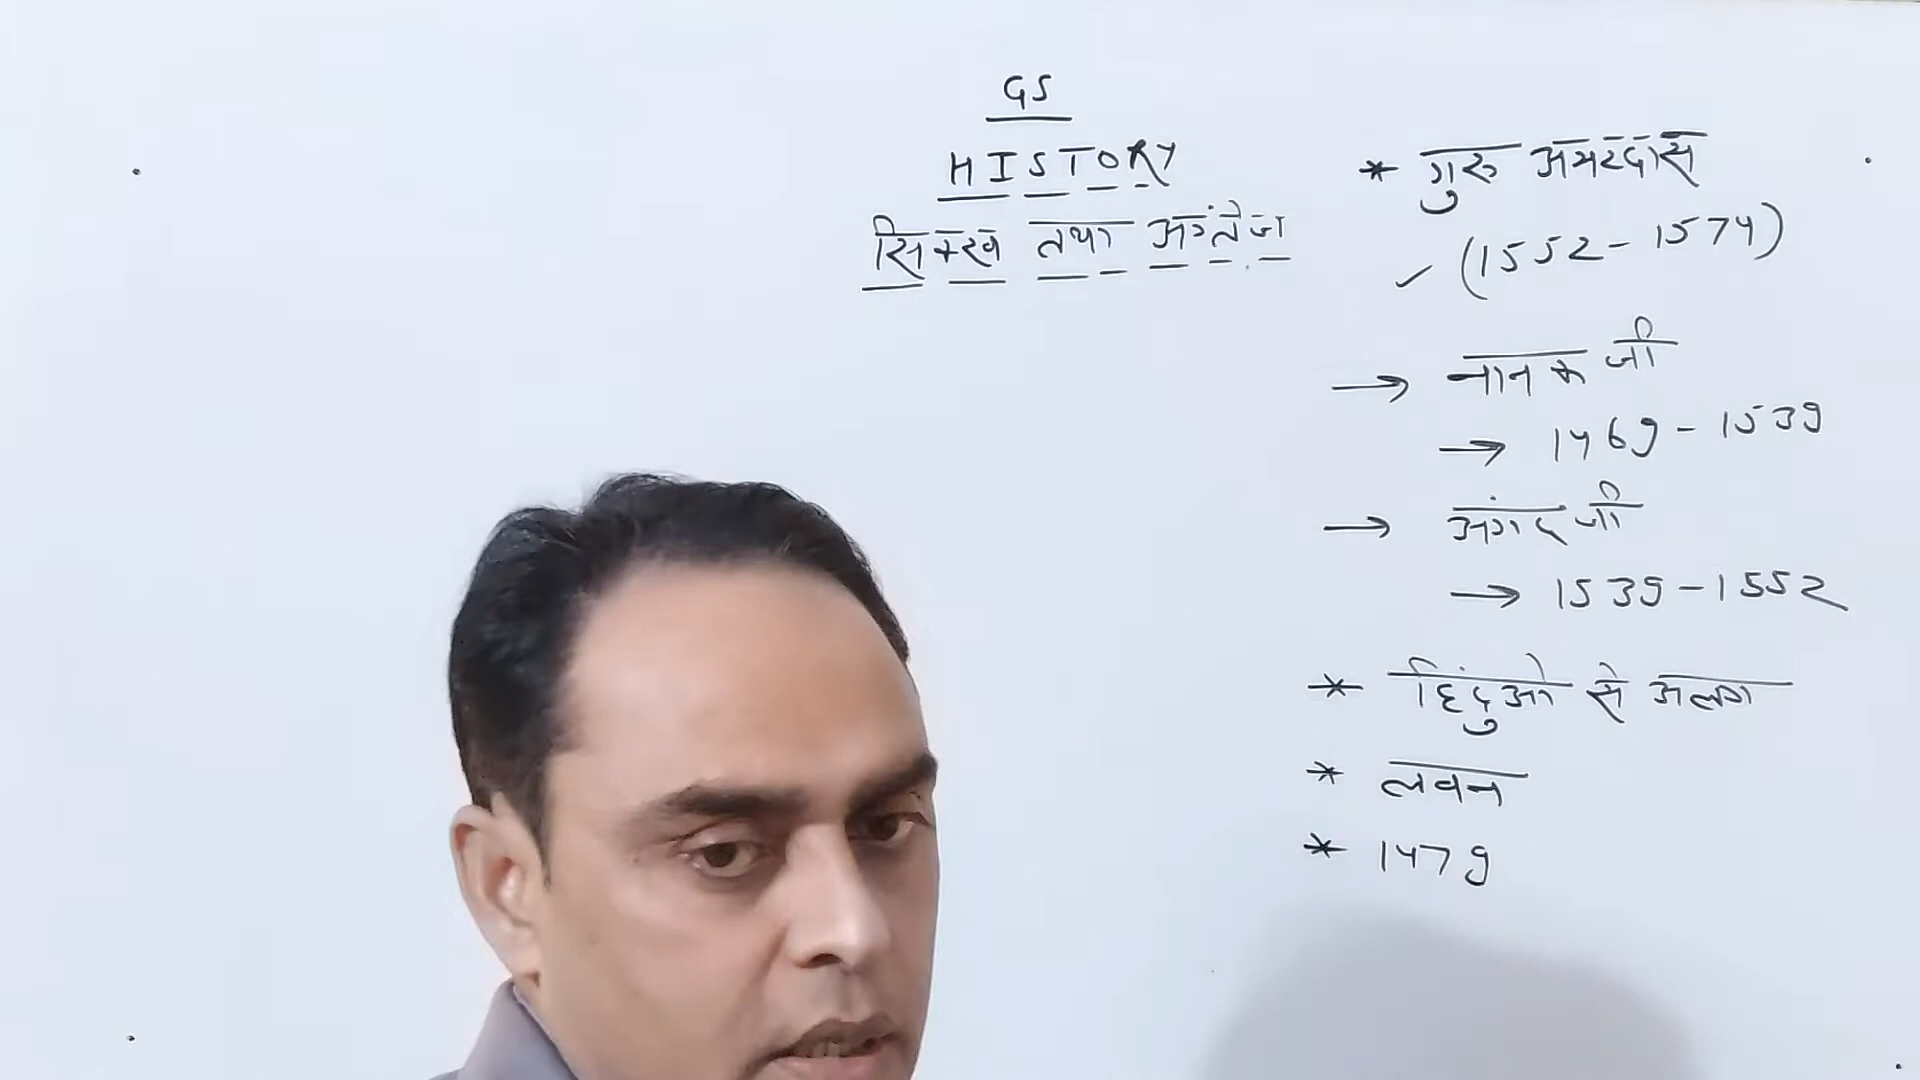 GS
HISTORY
सिक्ख तथा अंग्रेज
* गुरु अमरदास
✓ (1552 - 1574)
→ नानक जी
→ 1469 - 1539
→ अंगद जी
→ 1539 - 1552
* हिंदुओ से अलग
* लवन
* 1479